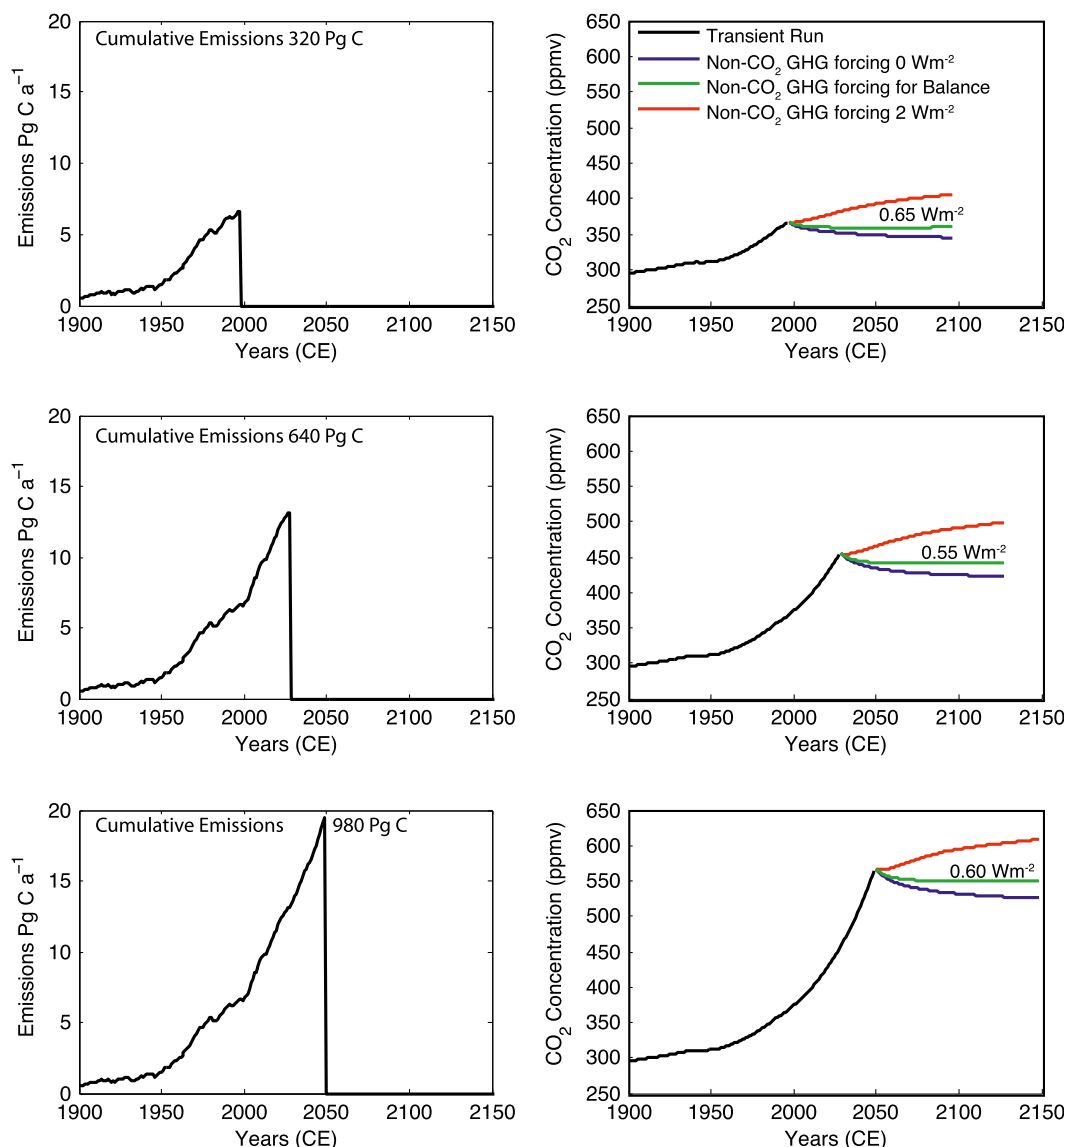 Cumulative Emissions 320 Pg C
Emissions Pg C a⁻¹
20
15
10
5
0
1900 1950 2000 2050 2100 2150
Years (CE)
Transient Run
Non-CO₂ GHG forcing 0 Wm⁻²
Non-CO₂ GHG forcing for Balance
Non-CO₂ GHG forcing 2 Wm⁻²
0.65 Wm⁻²
CO₂ Concentration (ppmv)
650
600
550
500
450
400
350
300
250
1900 1950 2000 2050 2100 2150
Years (CE)
Cumulative Emissions 640 Pg C
Emissions Pg C a⁻¹
20
15
10
5
0
1900 1950 2000 2050 2100 2150
Years (CE)
0.55 Wm⁻²
CO₂ Concentration (ppmv)
650
600
550
500
450
400
350
300
250
1900 1950 2000 2050 2100 2150
Years (CE)
Cumulative Emissions 980 Pg C
Emissions Pg C a⁻¹
20
15
10
5
0
1900 1950 2000 2050 2100 2150
Years (CE)
0.60 Wm⁻²
CO₂ Concentration (ppmv)
650
600
550
500
450
400
350
300
250
1900 1950 2000 2050 2100 2150
Years (CE)